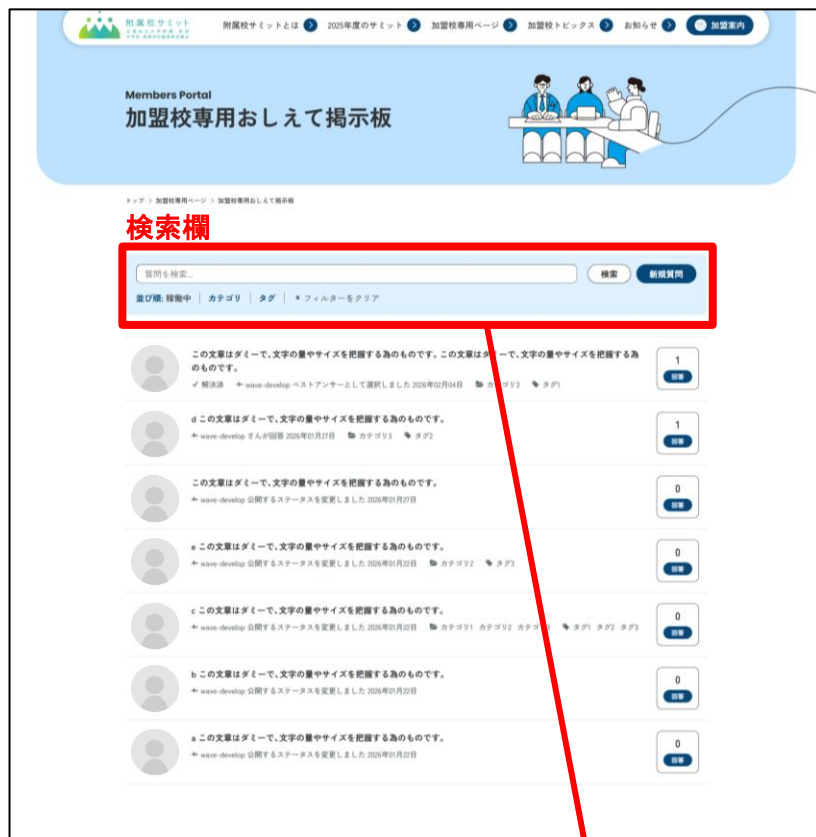 附属校サミット
附属校サミットとは
2025年度のサミット
加盟校専用ページ
加盟校トピックス
お知らせ
加盟案内
Members Portal
加盟校専用おしえて掲示板
トップ > 加盟校専用ページ > 加盟校専用おしえて掲示板
検索欄
質問を検索...
検索
新規質問
並び順: 稼働中 | カテゴリ | タグ | × フィルターをクリア
この文章はダミーで、文字の量やサイズを把握する為のものです。この文章はダミーで、文字の量やサイズを把握する為
のものです。
✓ 解決済 wave-develop ベストアンサーとして選択しました 2026年02月04日 カテゴリ3 タグ1
1
回答
d この文章はダミーで、文字の量やサイズを把握する為のものです。
wave-develop さんが回答 2026年01月27日 カテゴリ3 タグ2
1
回答
この文章はダミーで、文字の量やサイズを把握する為のものです。
wave-develop 公開するステータスを変更しました 2026年01月27日
0
回答
e この文章はダミーで、文字の量やサイズを把握する為のものです。
wave-develop 公開するステータスを変更しました 2026年01月22日 カテゴリ2 タグ3
0
回答
c この文章はダミーで、文字の量やサイズを把握する為のものです。
wave-develop 公開するステータスを変更しました 2026年01月22日 カテゴリ1 カテゴリ2 タグ1 タグ2 タグ3
0
回答
b この文章はダミーで、文字の量やサイズを把握する為のものです。
wave-develop 公開するステータスを変更しました 2026年01月22日
0
回答
a この文章はダミーで、文字の量やサイズを把握する為のものです。
wave-develop 公開するステータスを変更しました 2026年01月22日
0
回答